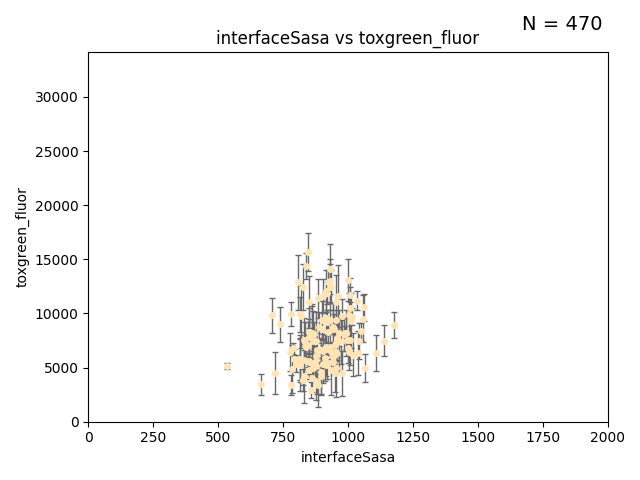 N = 470
interfaceSasa vs toxgreen_fluor
30000
25000
20000
15000
10000
5000
0
toxgreen_fluor
0 250 500 750 1000 1250 1500 1750 2000
interfaceSasa